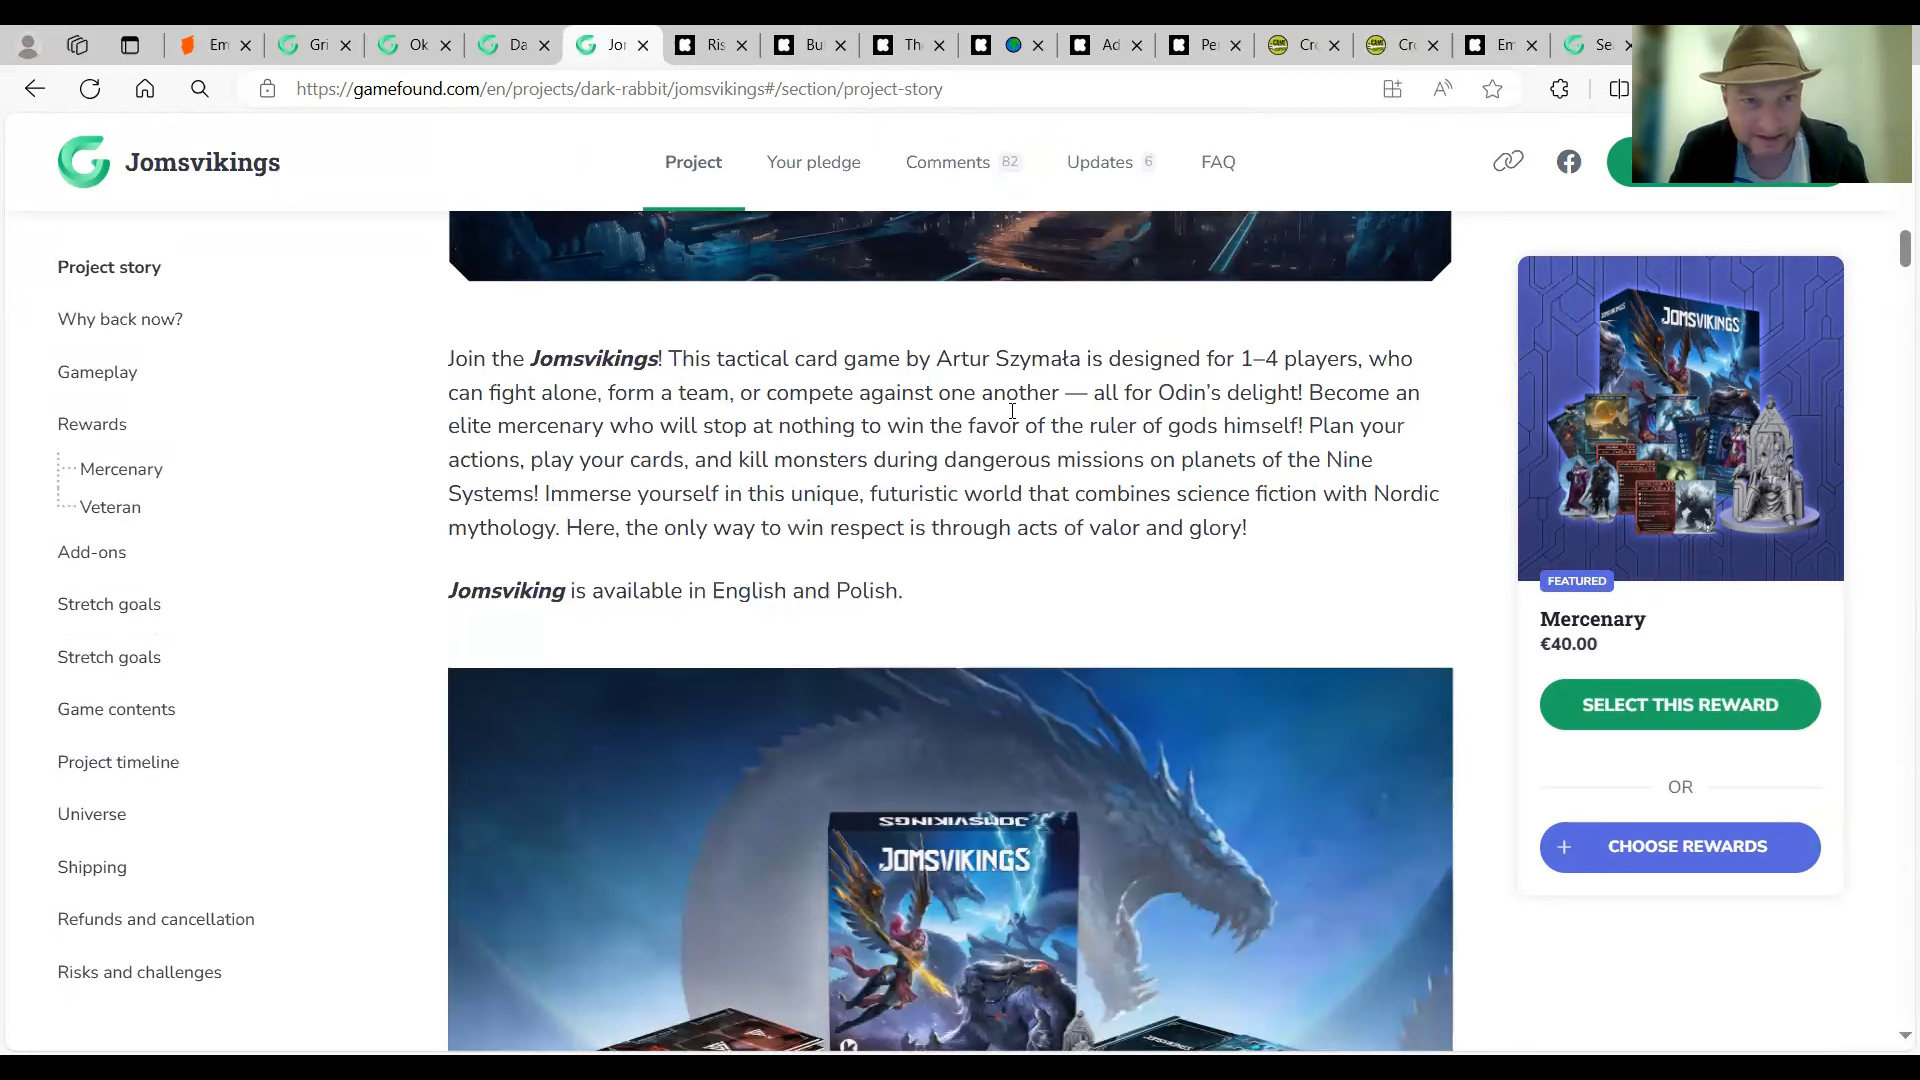 Em
Gri
Ok
Da
Jor
Ris
Bu
Th
Ad
Pe
Cr
Cr
Em
Se
https://gamefound.com/en/projects/dark-rabbit/jomsvikings#/section/project-story
Jomsvikings
Project
Your pledge
Comments 82
Updates 6
FAQ
Project story
Why back now?
Gameplay
Rewards
Mercenary
Veteran
Add-ons
Stretch goals
Stretch goals
Game contents
Project timeline
Universe
Shipping
Refunds and cancellation
Risks and challenges
Join the Jomsvikings! This tactical card game by Artur Szymała is designed for 1–4 players, who
can fight alone, form a team, or compete against one another — all for Odin's delight! Become an
elite mercenary who will stop at nothing to win the favor of the ruler of gods himself! Plan your
actions, play your cards, and kill monsters during dangerous missions on planets of the Nine
Systems! Immerse yourself in this unique, futuristic world that combines science fiction with Nordic
mythology. Here, the only way to win respect is through acts of valor and glory!
Jomsviking is available in English and Polish.
JOMSVIKINGS
JOMSVIKINGS
JOMSVIKINGS
FEATURED
Mercenary
€40.00
SELECT THIS REWARD
OR
CHOOSE REWARDS